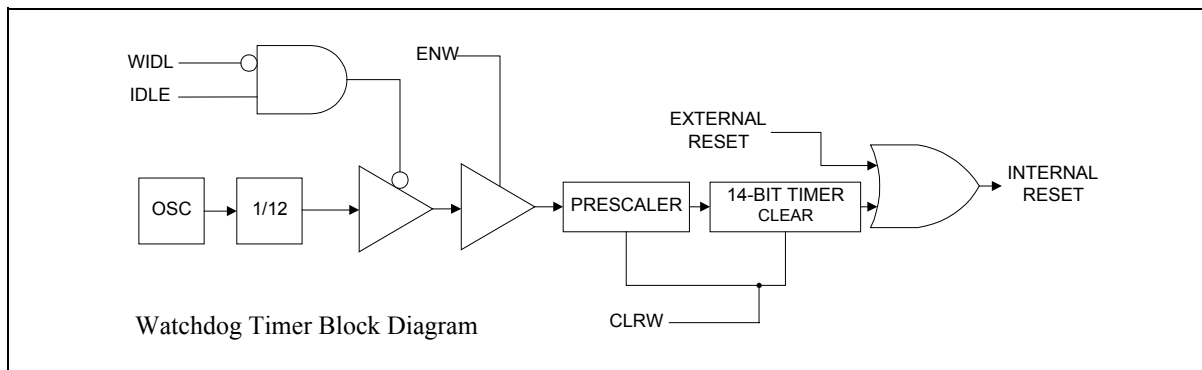 WIDL
IDLE
ENW
EXTERNAL
RESET
OSC
1/12
PRESCALER
14-BIT TIMER
CLEAR
INTERNAL
RESET
CLRW
Watchdog Timer Block Diagram